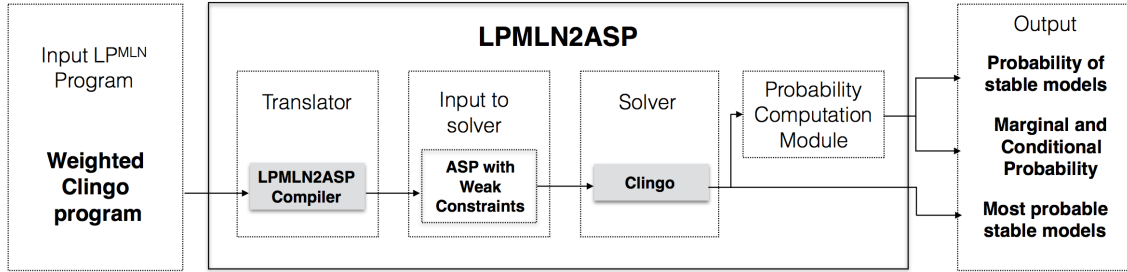 Input LPMLN
Program
Weighted
Clingo
program
LPMLN2ASP
Translator
LPMLN2ASP
Compiler
Input to
solver
ASP with
Weak
Constraints
Solver
Clingo
Probability
Computation
Module
Output
Probability of
stable models
Marginal and
Conditional
Probability
Most probable
stable models